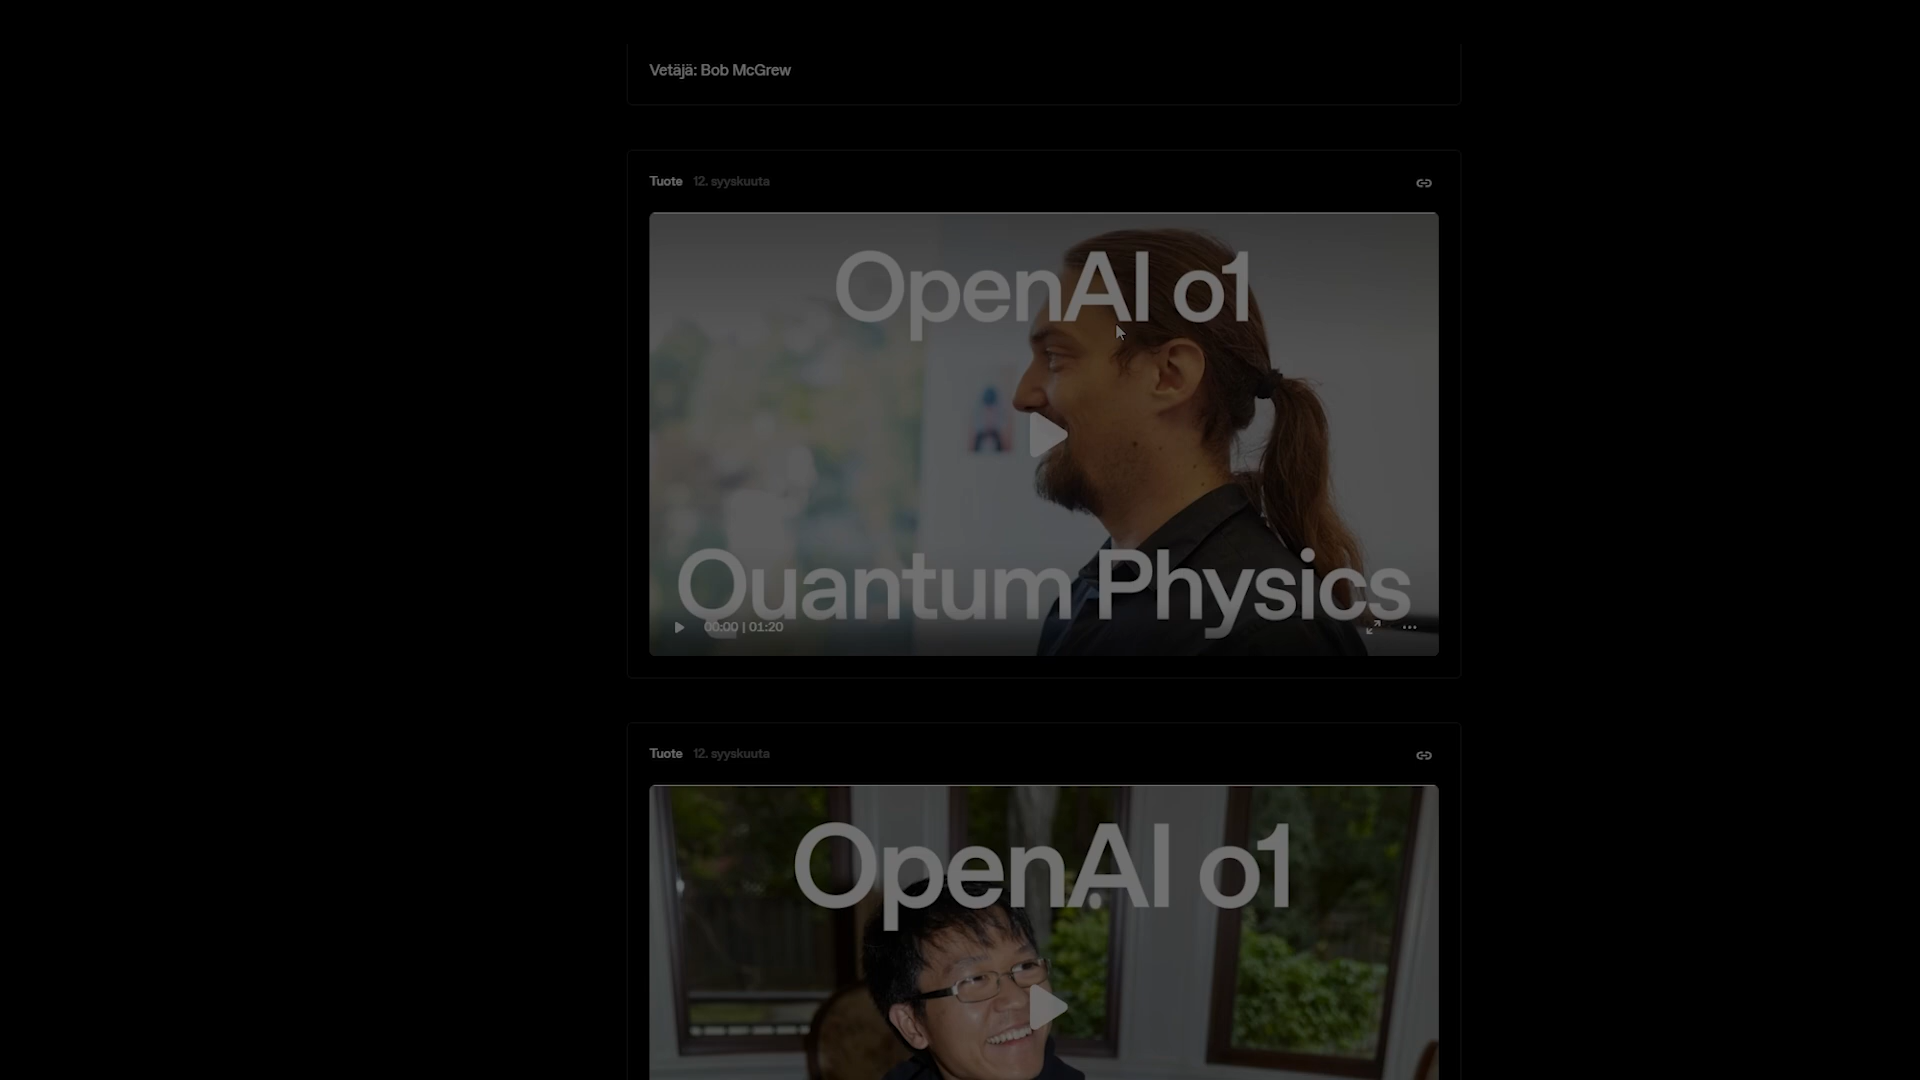 Vetäjä: Bob McGrew
Tuote 12. syyskuuta
OpenAI o1
Quantum Physics
00:00 | 01:20
Tuote 12. syyskuuta
OpenAI o1